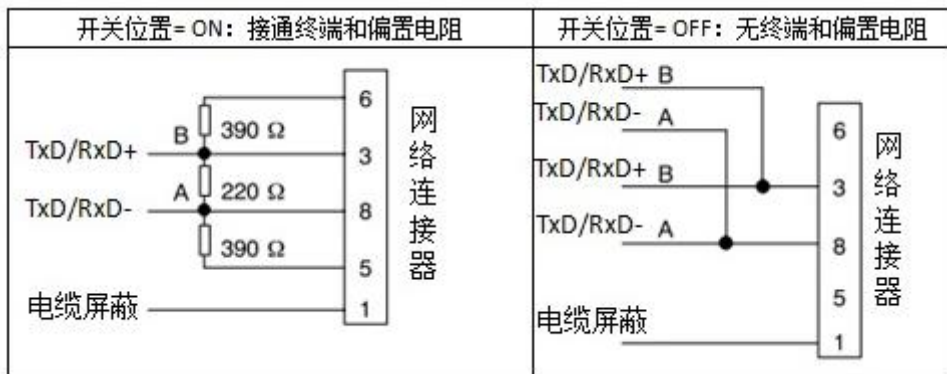 开关位置= ON：接通终端和偏置电阻
6
B 390 Ω
TxD/RxD+ 3
A 220 Ω
TxD/RxD- 8
390 Ω
5
电缆屏蔽 1
网络连接器
开关位置= OFF：无终端和偏置电阻
TxD/RxD+ B
TxD/RxD- A
6
TxD/RxD+ B 3
TxD/RxD- A 8
5
电缆屏蔽 1
网络连接器